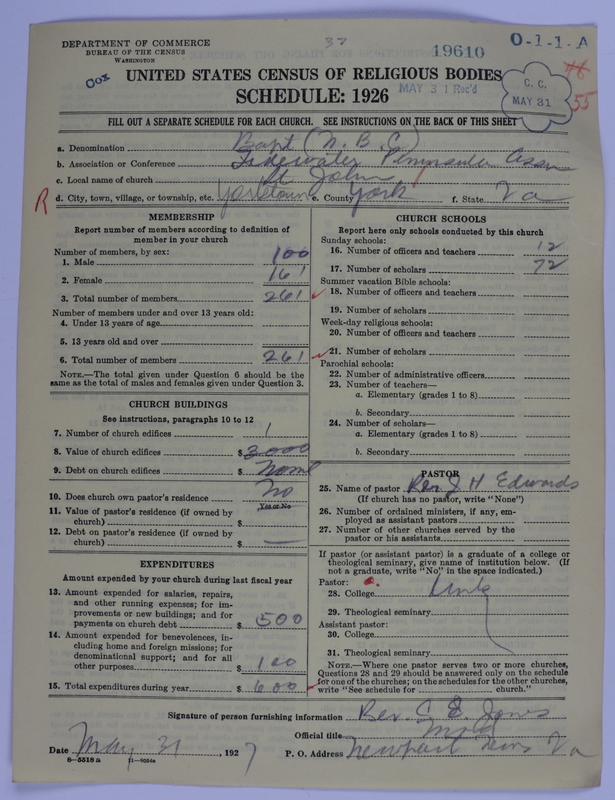 37
DEPARTMENT OF COMMERCE
BUREAU OF THE CENSUS
WASHINGTON
19610
O-1-1-A
Cox
UNITED STATES CENSUS OF RELIGIOUS BODIES
MAY 31 Rec'd
SCHEDULE: 1926
C. C.
MAY 31
55
FILL OUT A SEPARATE SCHEDULE FOR EACH CHURCH. SEE INSTRUCTIONS ON THE BACK OF THIS SHEET
a. Denomination Bapt (N. B. C.)
b. Association or Conference Tidewater Peninsula Assn
c. Local name of church St John
R
d. City, town, village, or township, etc. Yorktown e. County York f. State Va
MEMBERSHIP
Report number of members according to definition of
member in your church
Number of members, by sex:
1. Male 100
2. Female 161
3. Total number of members 261
Number of members under and over 13 years old:
4. Under 13 years of age
5. 13 years old and over
6. Total number of members 261
NOTE.—The total given under Question 6 should be
the same as the total of males and females given under Question 3.
CHURCH BUILDINGS
See instructions, paragraphs 10 to 12
7. Number of church edifices 1
8. Value of church edifices $ 3000
9. Debt on church edifices $ None
10. Does church own pastor's residence No
Yes or No
11. Value of pastor's residence (if owned by
church) $
12. Debt on pastor's residence (if owned by
church) $
EXPENDITURES
Amount expended by your church during last fiscal year
13. Amount expended for salaries, repairs,
and other running expenses; for im-
provements or new buildings; and for
payments on church debt $ 500
14. Amount expended for benevolences, in-
cluding home and foreign missions; for
denominational support; and for all
other purposes $ 100
15. Total expenditures during year $ 600
CHURCH SCHOOLS
Report here only schools conducted by this church
Sunday schools:
16. Number of officers and teachers 12
17. Number of scholars 72
Summer vacation Bible schools:
18. Number of officers and teachers
19. Number of scholars
Week-day religious schools:
20. Number of officers and teachers
21. Number of scholars
Parochial schools:
22. Number of administrative officers
23. Number of teachers—
a. Elementary (grades 1 to 8)
b. Secondary
24. Number of scholars—
a. Elementary (grades 1 to 8)
b. Secondary
PASTOR
25. Name of pastor Rev. J H Edwards
(If church has no pastor, write "None")
26. Number of ordained ministers, if any, em-
ployed as assistant pastors
27. Number of other churches served by the
pastor or his assistants
If pastor (or assistant pastor) is a graduate of a college or
theological seminary, give name of institution below. (If
not a graduate, write "No" in the space indicated.)
Pastor:
28. College
29. Theological seminary
Assistant pastor:
30. College
31. Theological seminary
NOTE.—Where one pastor serves two or more churches,
Questions 28 and 29 should be answered only on the schedule
for one of the churches; on the schedules for the other churches,
write "See schedule for church."
Signature of person furnishing information Rev. S. E. Jones
Official title
Date May 31, 1927 P. O. Address Newport News Va
8-5518 a 11-9054a